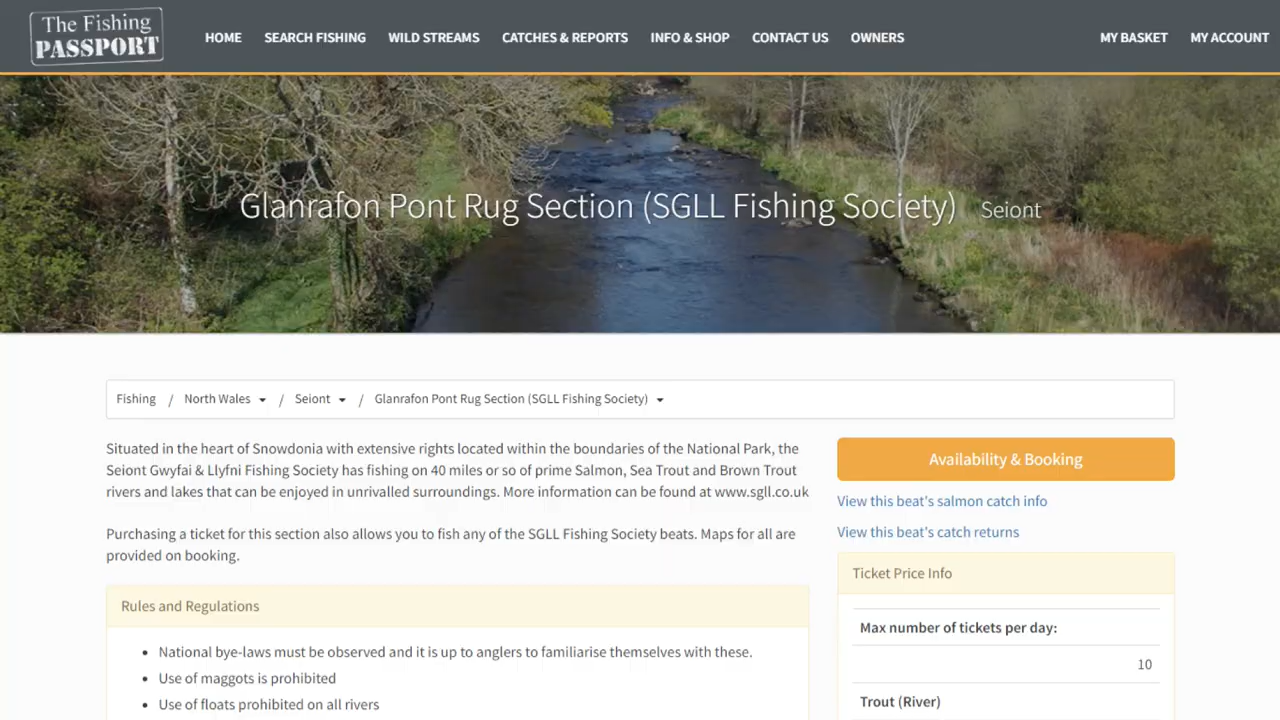 The Fishing
PASSPORT
HOME
SEARCH FISHING
WILD STREAMS
CATCHES & REPORTS
INFO & SHOP
CONTACT US
OWNERS
MY BASKET
MY ACCOUNT
Glanrafon Pont Rug Section (SGLL Fishing Society) Seiont
Fishing / North Wales / Seiont / Glanrafon Pont Rug Section (SGLL Fishing Society)
Situated in the heart of Snowdonia with extensive rights located within the boundaries of the National Park, the
Seiont Gwyfai & Llyfni Fishing Society has fishing on 40 miles or so of prime Salmon, Sea Trout and Brown Trout
rivers and lakes that can be enjoyed in unrivalled surroundings. More information can be found at www.sgll.co.uk
Purchasing a ticket for this section also allows you to fish any of the SGLL Fishing Society beats. Maps for all are
provided on booking.
Rules and Regulations
National bye-laws must be observed and it is up to anglers to familiarise themselves with these.
Use of maggots is prohibited
Use of floats prohibited on all rivers
Availability & Booking
View this beat's salmon catch info
View this beat's catch returns
Ticket Price Info
Max number of tickets per day:
10
Trout (River)